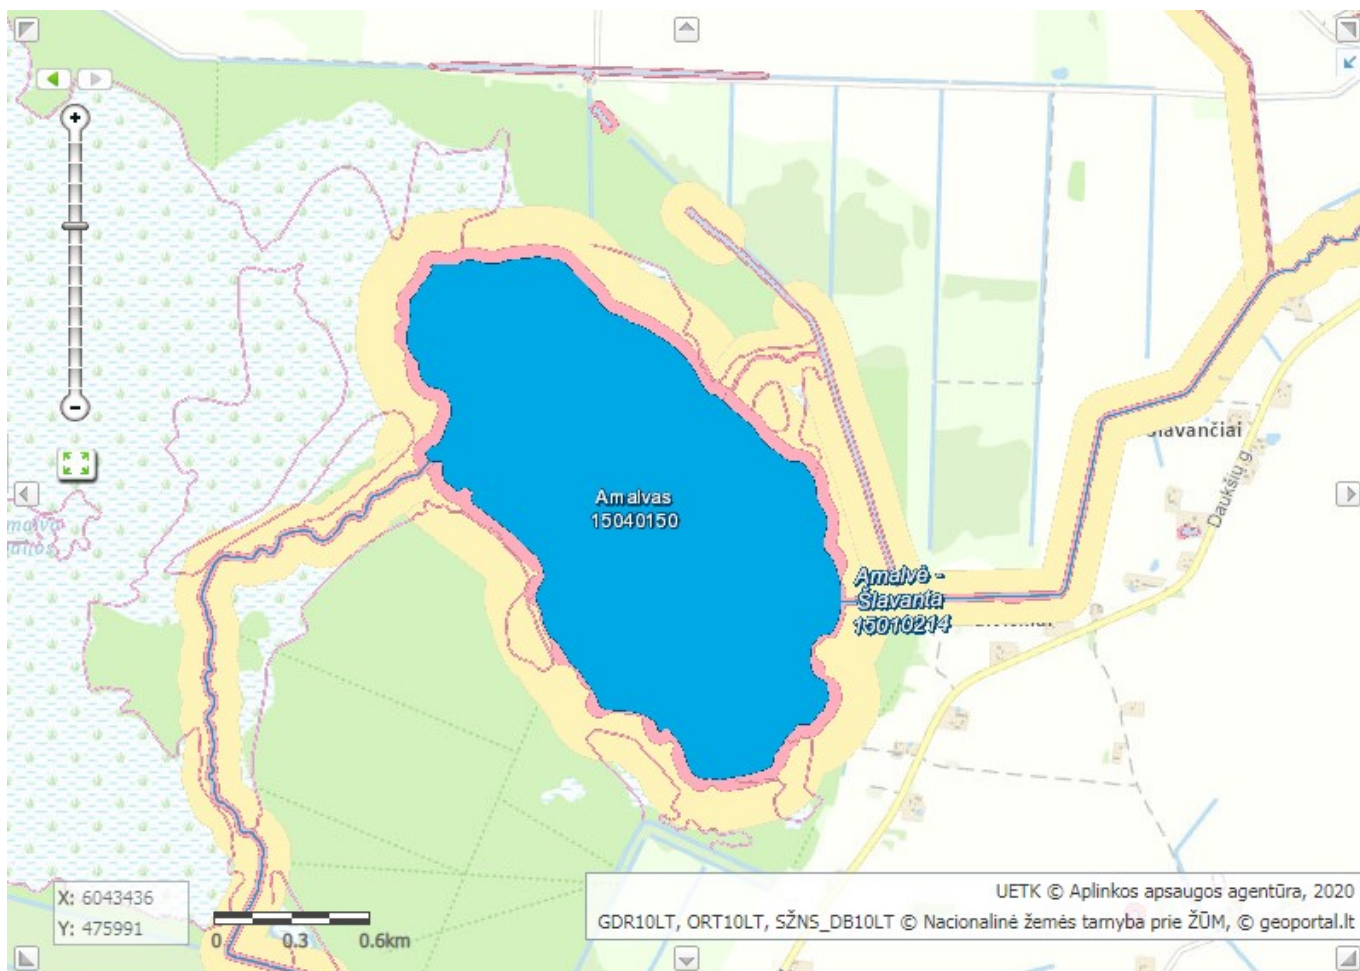 Amalvas
15040150
Amalvė -
Šlavanta
15010214
Šlavančiai
Daukšių g.
X: 6043436
Y: 475991
0 0.3 0.6km
UETK © Aplinkos apsaugos agentūra, 2020
GDR10LT, ORT10LT, SŽNS_DB10LT © Nacionalinė žemės tarnyba prie ŽŪM, © geoportal.lt